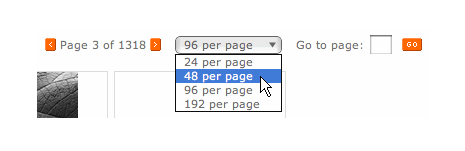 Page 3 of 1318
96 per page
Go to page:
GO
24 per page
48 per page
96 per page
192 per page